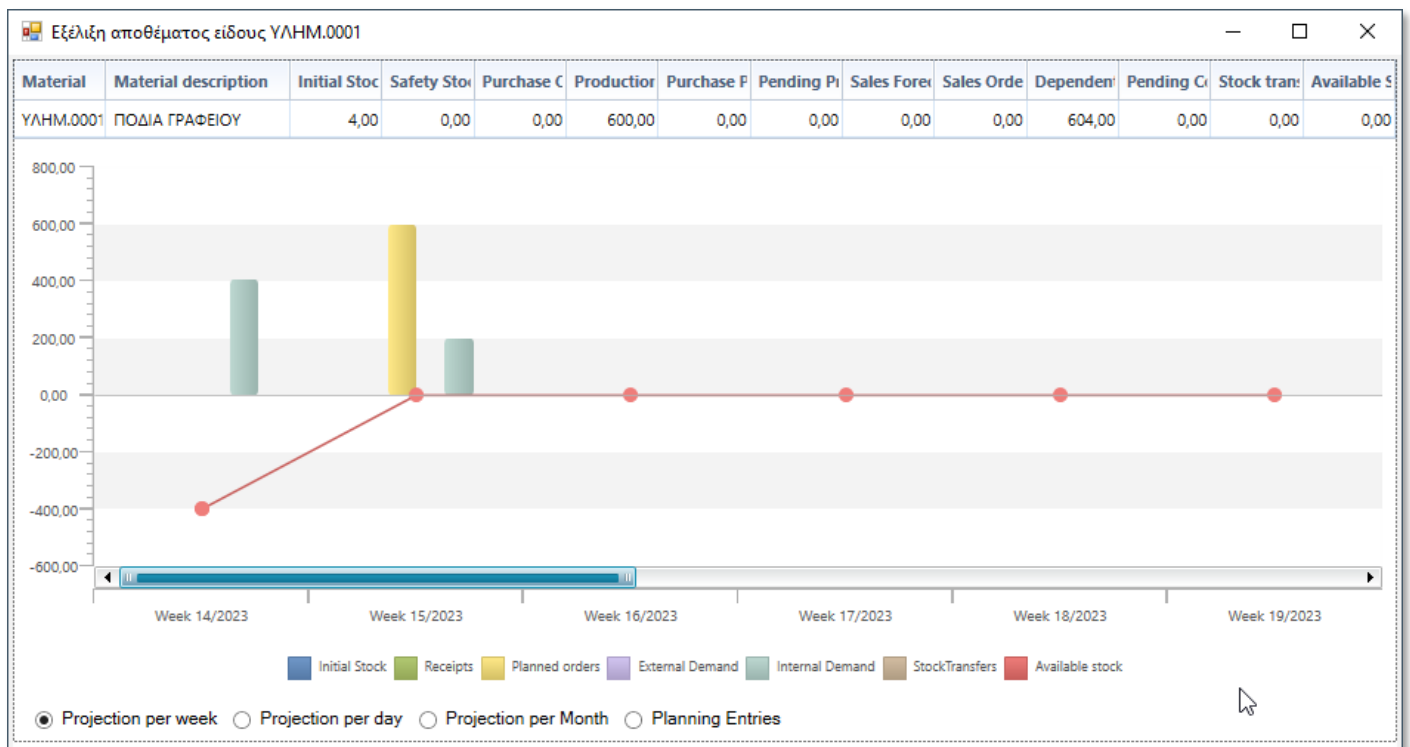 Εξέλιξη αποθέματος είδους ΥΛΗΜ.0001
Material Material description Initial Stoc Safety Stoc Purchase C Production Purchase P Pending Pr Sales Forec Sales Orde Dependent Pending Co Stock trans Available S
ΥΛΗΜ.0001 ΠΟΔΙΑ ΓΡΑΦΕΙΟΥ 4,00 0,00 0,00 600,00 0,00 0,00 0,00 0,00 604,00 0,00 0,00 0,00
800,00
600,00
400,00
200,00
0,00
-200,00
-400,00
-600,00
Week 14/2023 Week 15/2023 Week 16/2023 Week 17/2023 Week 18/2023 Week 19/2023
Initial Stock Receipts Planned orders External Demand Internal Demand StockTransfers Available stock
Projection per week Projection per day Projection per Month Planning Entries